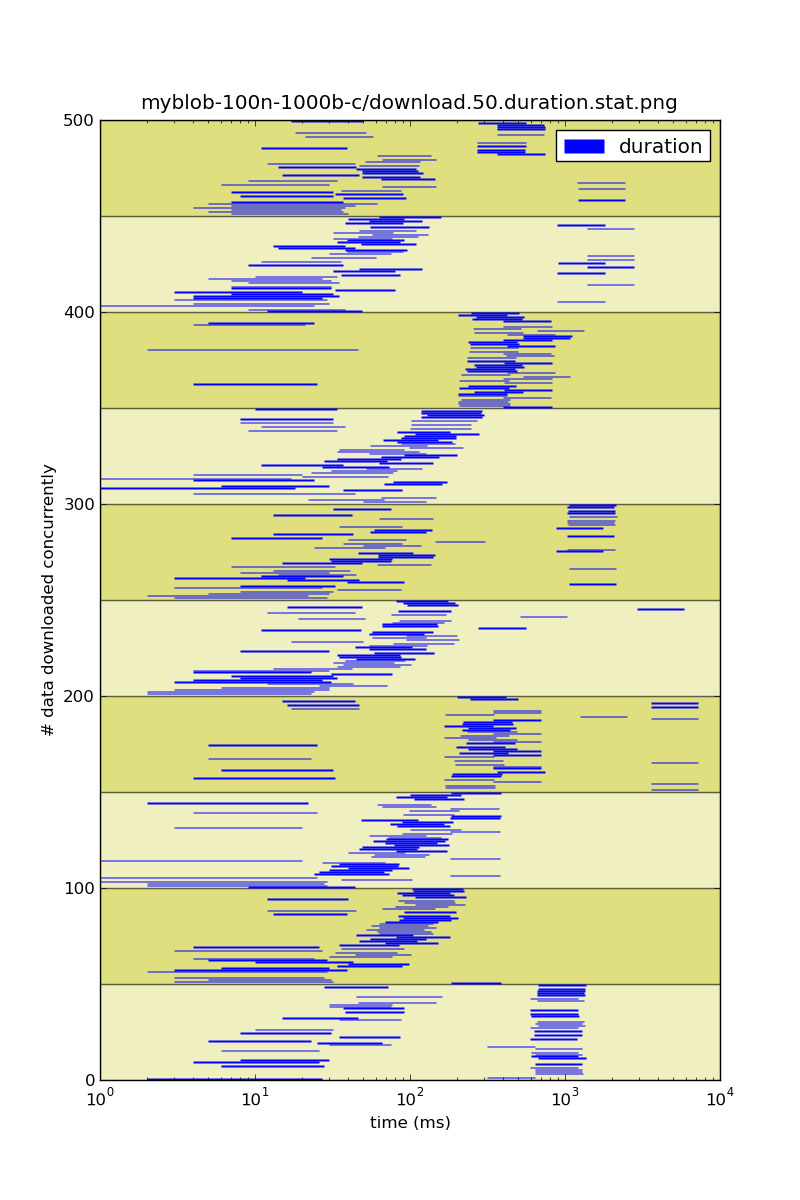 myblob-100n-1000b-c/download.50.duration.stat.png
duration
500
400
300
200
100
0
# data downloaded concurrently
10^0 10^1 10^2 10^3 10^4
time (ms)